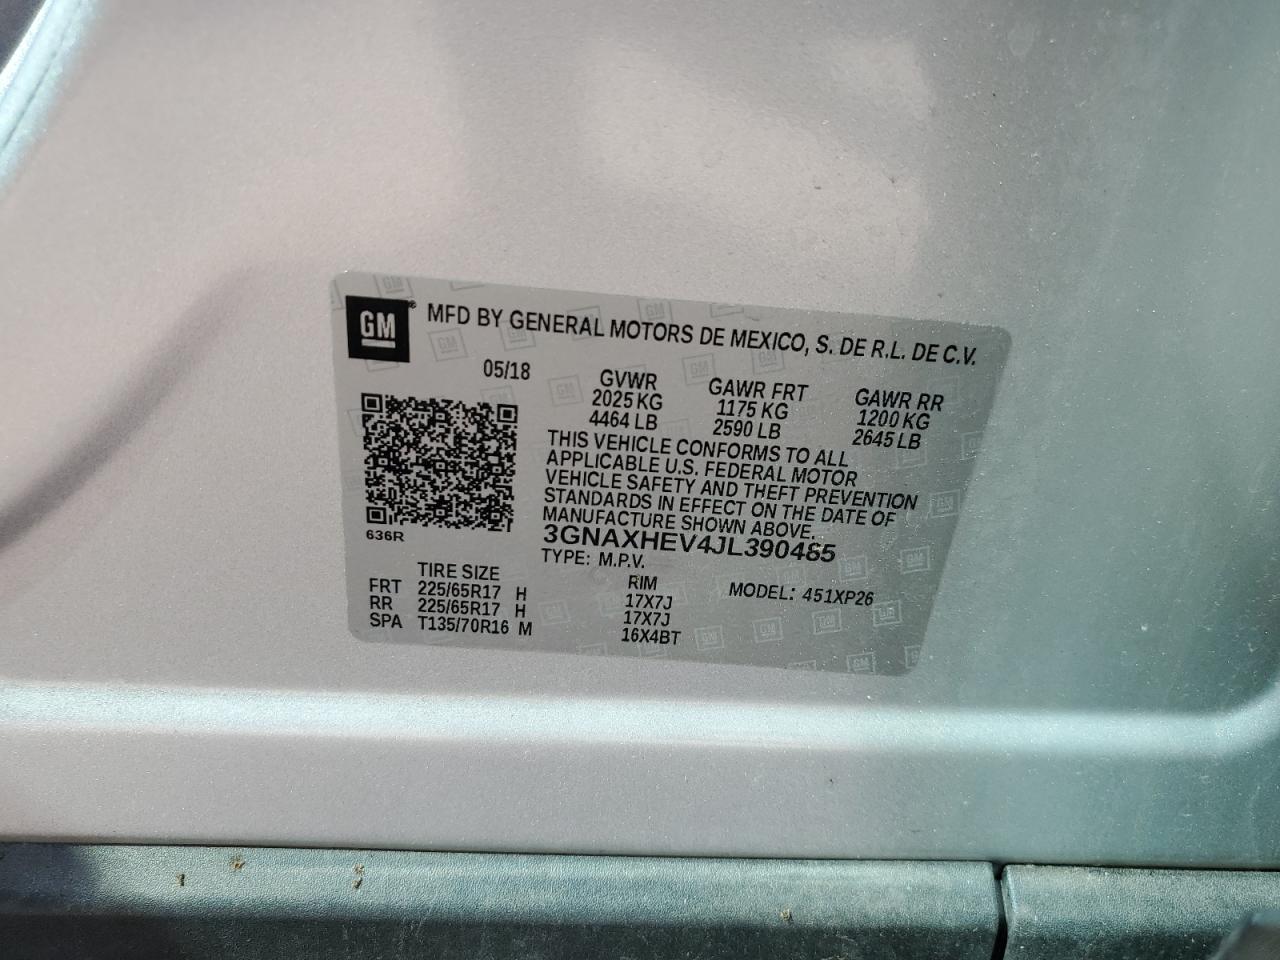 GM ® MFD BY GENERAL MOTORS DE MEXICO, S. DE R.L. DE C.V.
05/18 GVWR GAWR FRT GAWR RR
2025 KG 1175 KG 1200 KG
4464 LB 2590 LB 2645 LB
THIS VEHICLE CONFORMS TO ALL
APPLICABLE U.S. FEDERAL MOTOR
VEHICLE SAFETY AND THEFT PREVENTION
STANDARDS IN EFFECT ON THE DATE OF
MANUFACTURE SHOWN ABOVE.
636R
3GNAXHEV4JL390485
TYPE: M.P.V. MODEL: 451XP26
TIRE SIZE RIM
FRT 225/65R17 H 17X7J
RR 225/65R17 H 17X7J
SPA T135/70R16 M 16X4BT